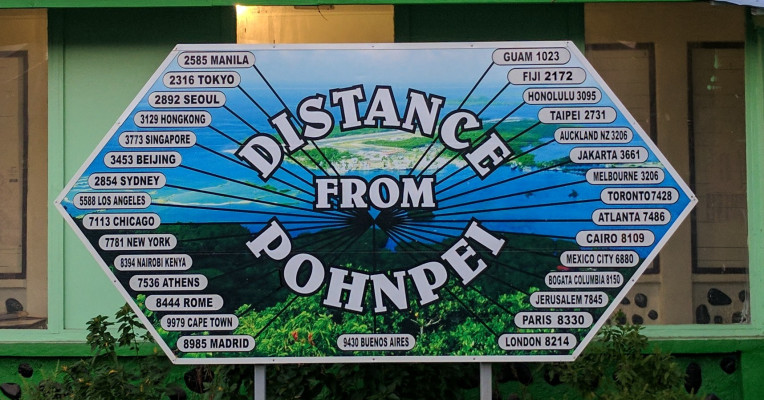 DISTANCE
FROM
POHNPEI
2585 MANILA
2316 TOKYO
2892 SEOUL
3129 HONGKONG
3773 SINGAPORE
3453 BEIJING
2854 SYDNEY
5588 LOS ANGELES
7113 CHICAGO
7781 NEW YORK
8394 NAIROBI KENYA
7536 ATHENS
8444 ROME
9979 CAPE TOWN
8985 MADRID
9430 BUENOS AIRES
GUAM 1023
FIJI 2172
HONOLULU 3095
TAIPEI 2731
AUCKLAND NZ 3206
JAKARTA 3661
MELBOURNE 3206
TORONTO 7428
ATLANTA 7486
CAIRO 8109
MEXICO CITY 6880
BOGATA COLUMBIA 8150
JERUSALEM 7845
PARIS 8330
LONDON 8214